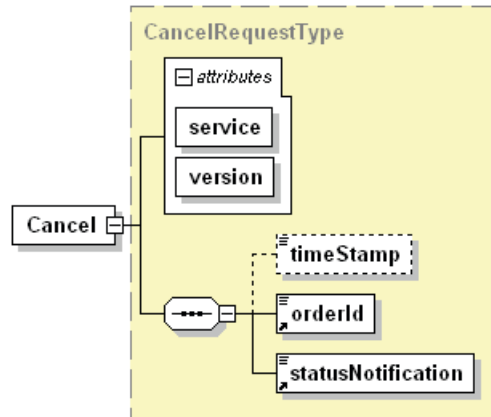 CancelRequestType
attributes
service
version
Cancel
timeStamp
orderId
statusNotification